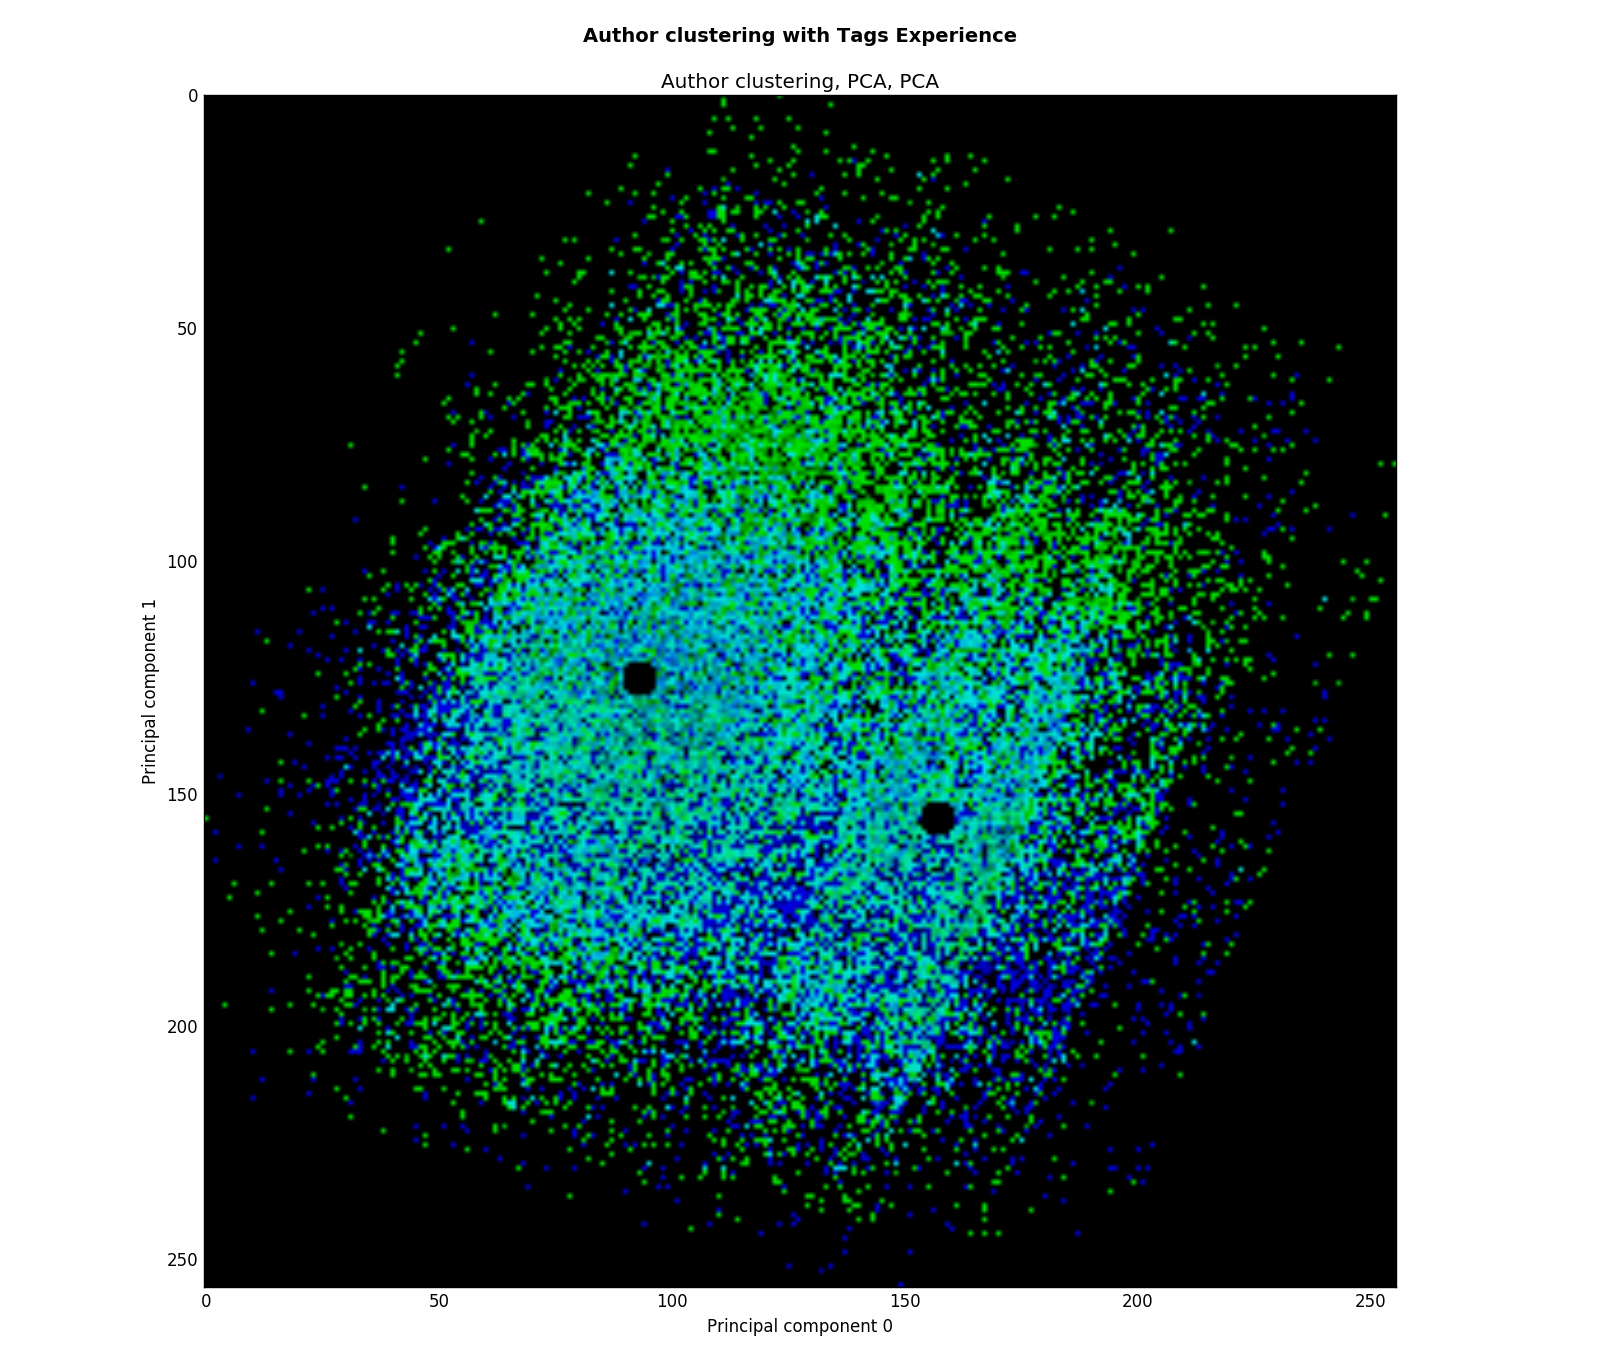 Author clustering with Tags Experience
Author clustering, PCA, PCA
0
50
100
150
200
250
Principal component 1
0 50 100 150 200 250
Principal component 0